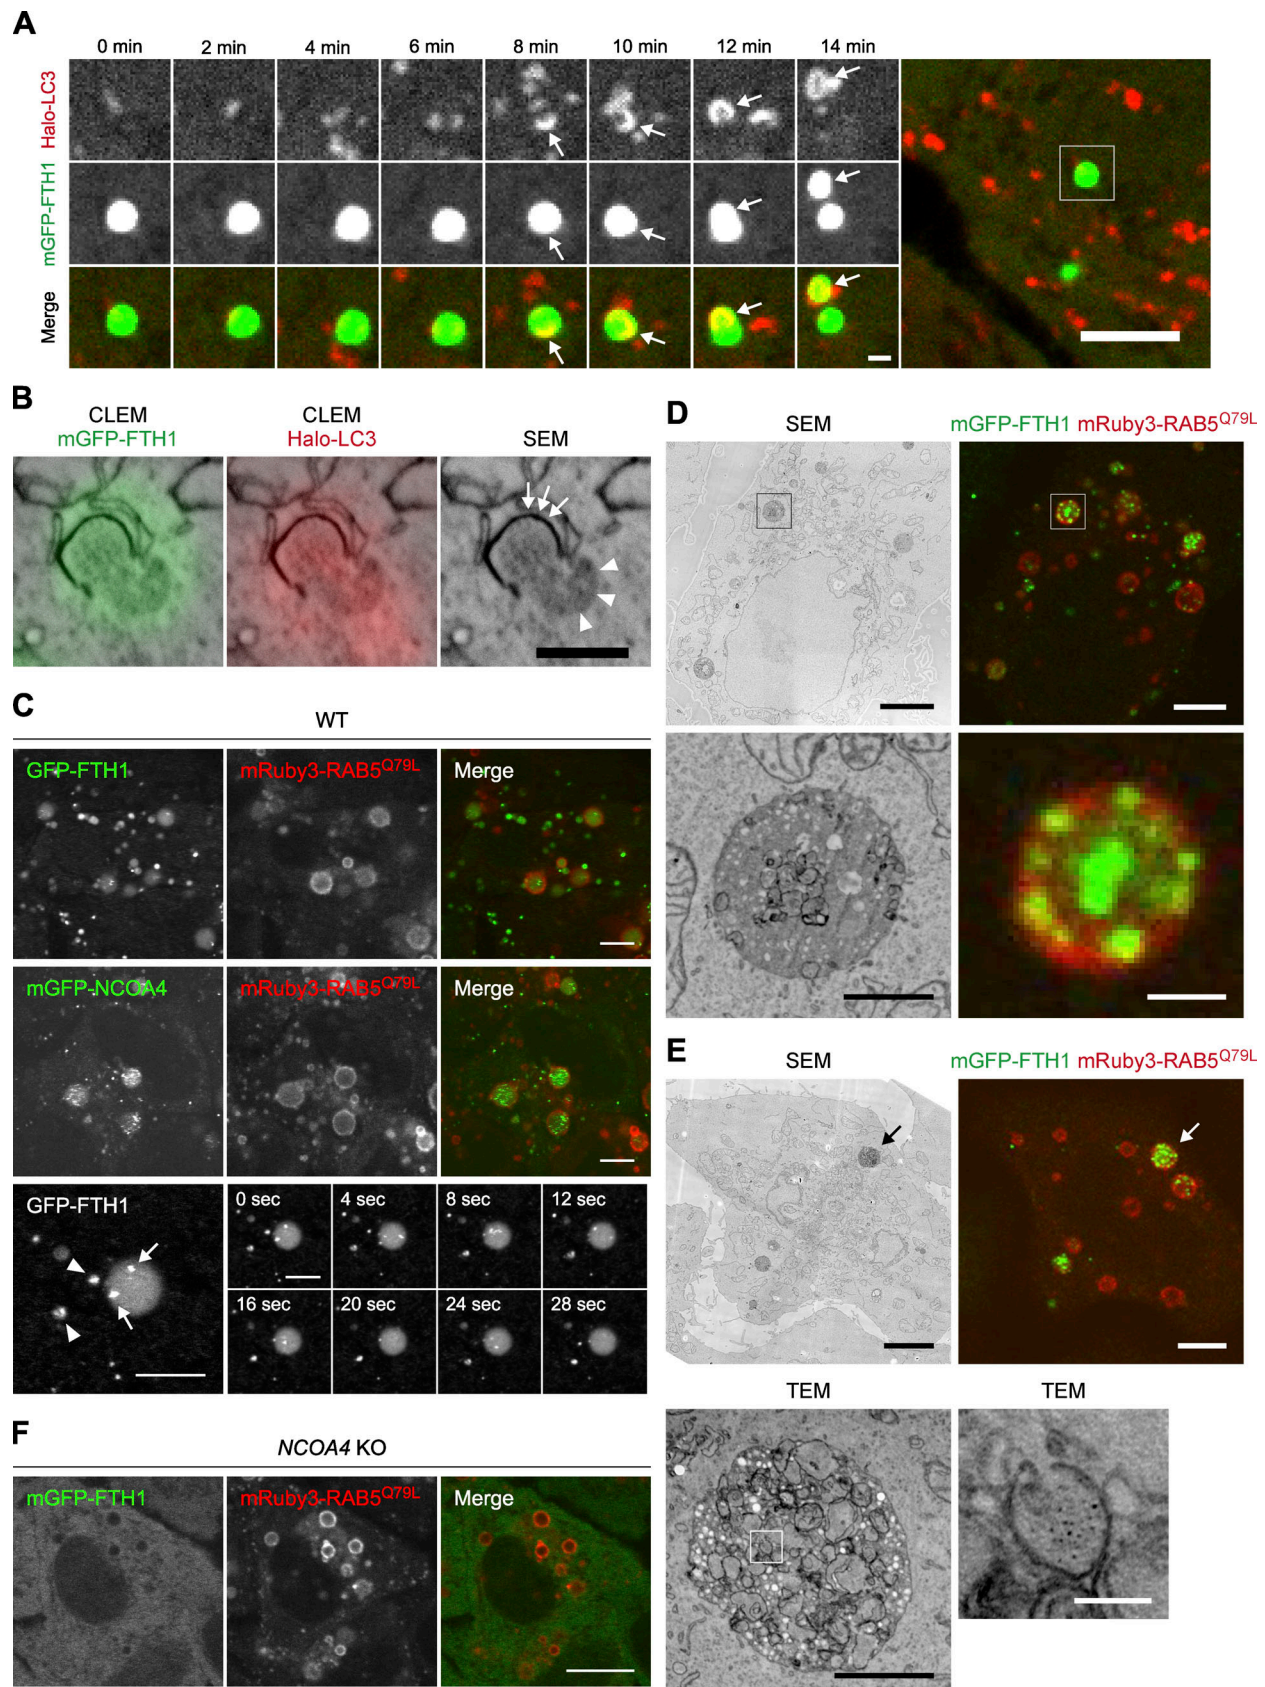 A
0 min 2 min 4 min 6 min 8 min 10 min 12 min 14 min
Halo-LC3
mGFP-FTH1
Merge
B
CLEM
mGFP-FTH1
CLEM
Halo-LC3
SEM
C
WT
GFP-FTH1 mRuby3-RAB5Q79L Merge
mGFP-NCOA4 mRuby3-RAB5Q79L Merge
GFP-FTH1
0 sec 4 sec 8 sec 12 sec
16 sec 20 sec 24 sec 28 sec
D
SEM
mGFP-FTH1 mRuby3-RAB5Q79L
E
SEM
mGFP-FTH1 mRuby3-RAB5Q79L
TEM
TEM
F
NCOA4 KO
mGFP-FTH1 mRuby3-RAB5Q79L Merge